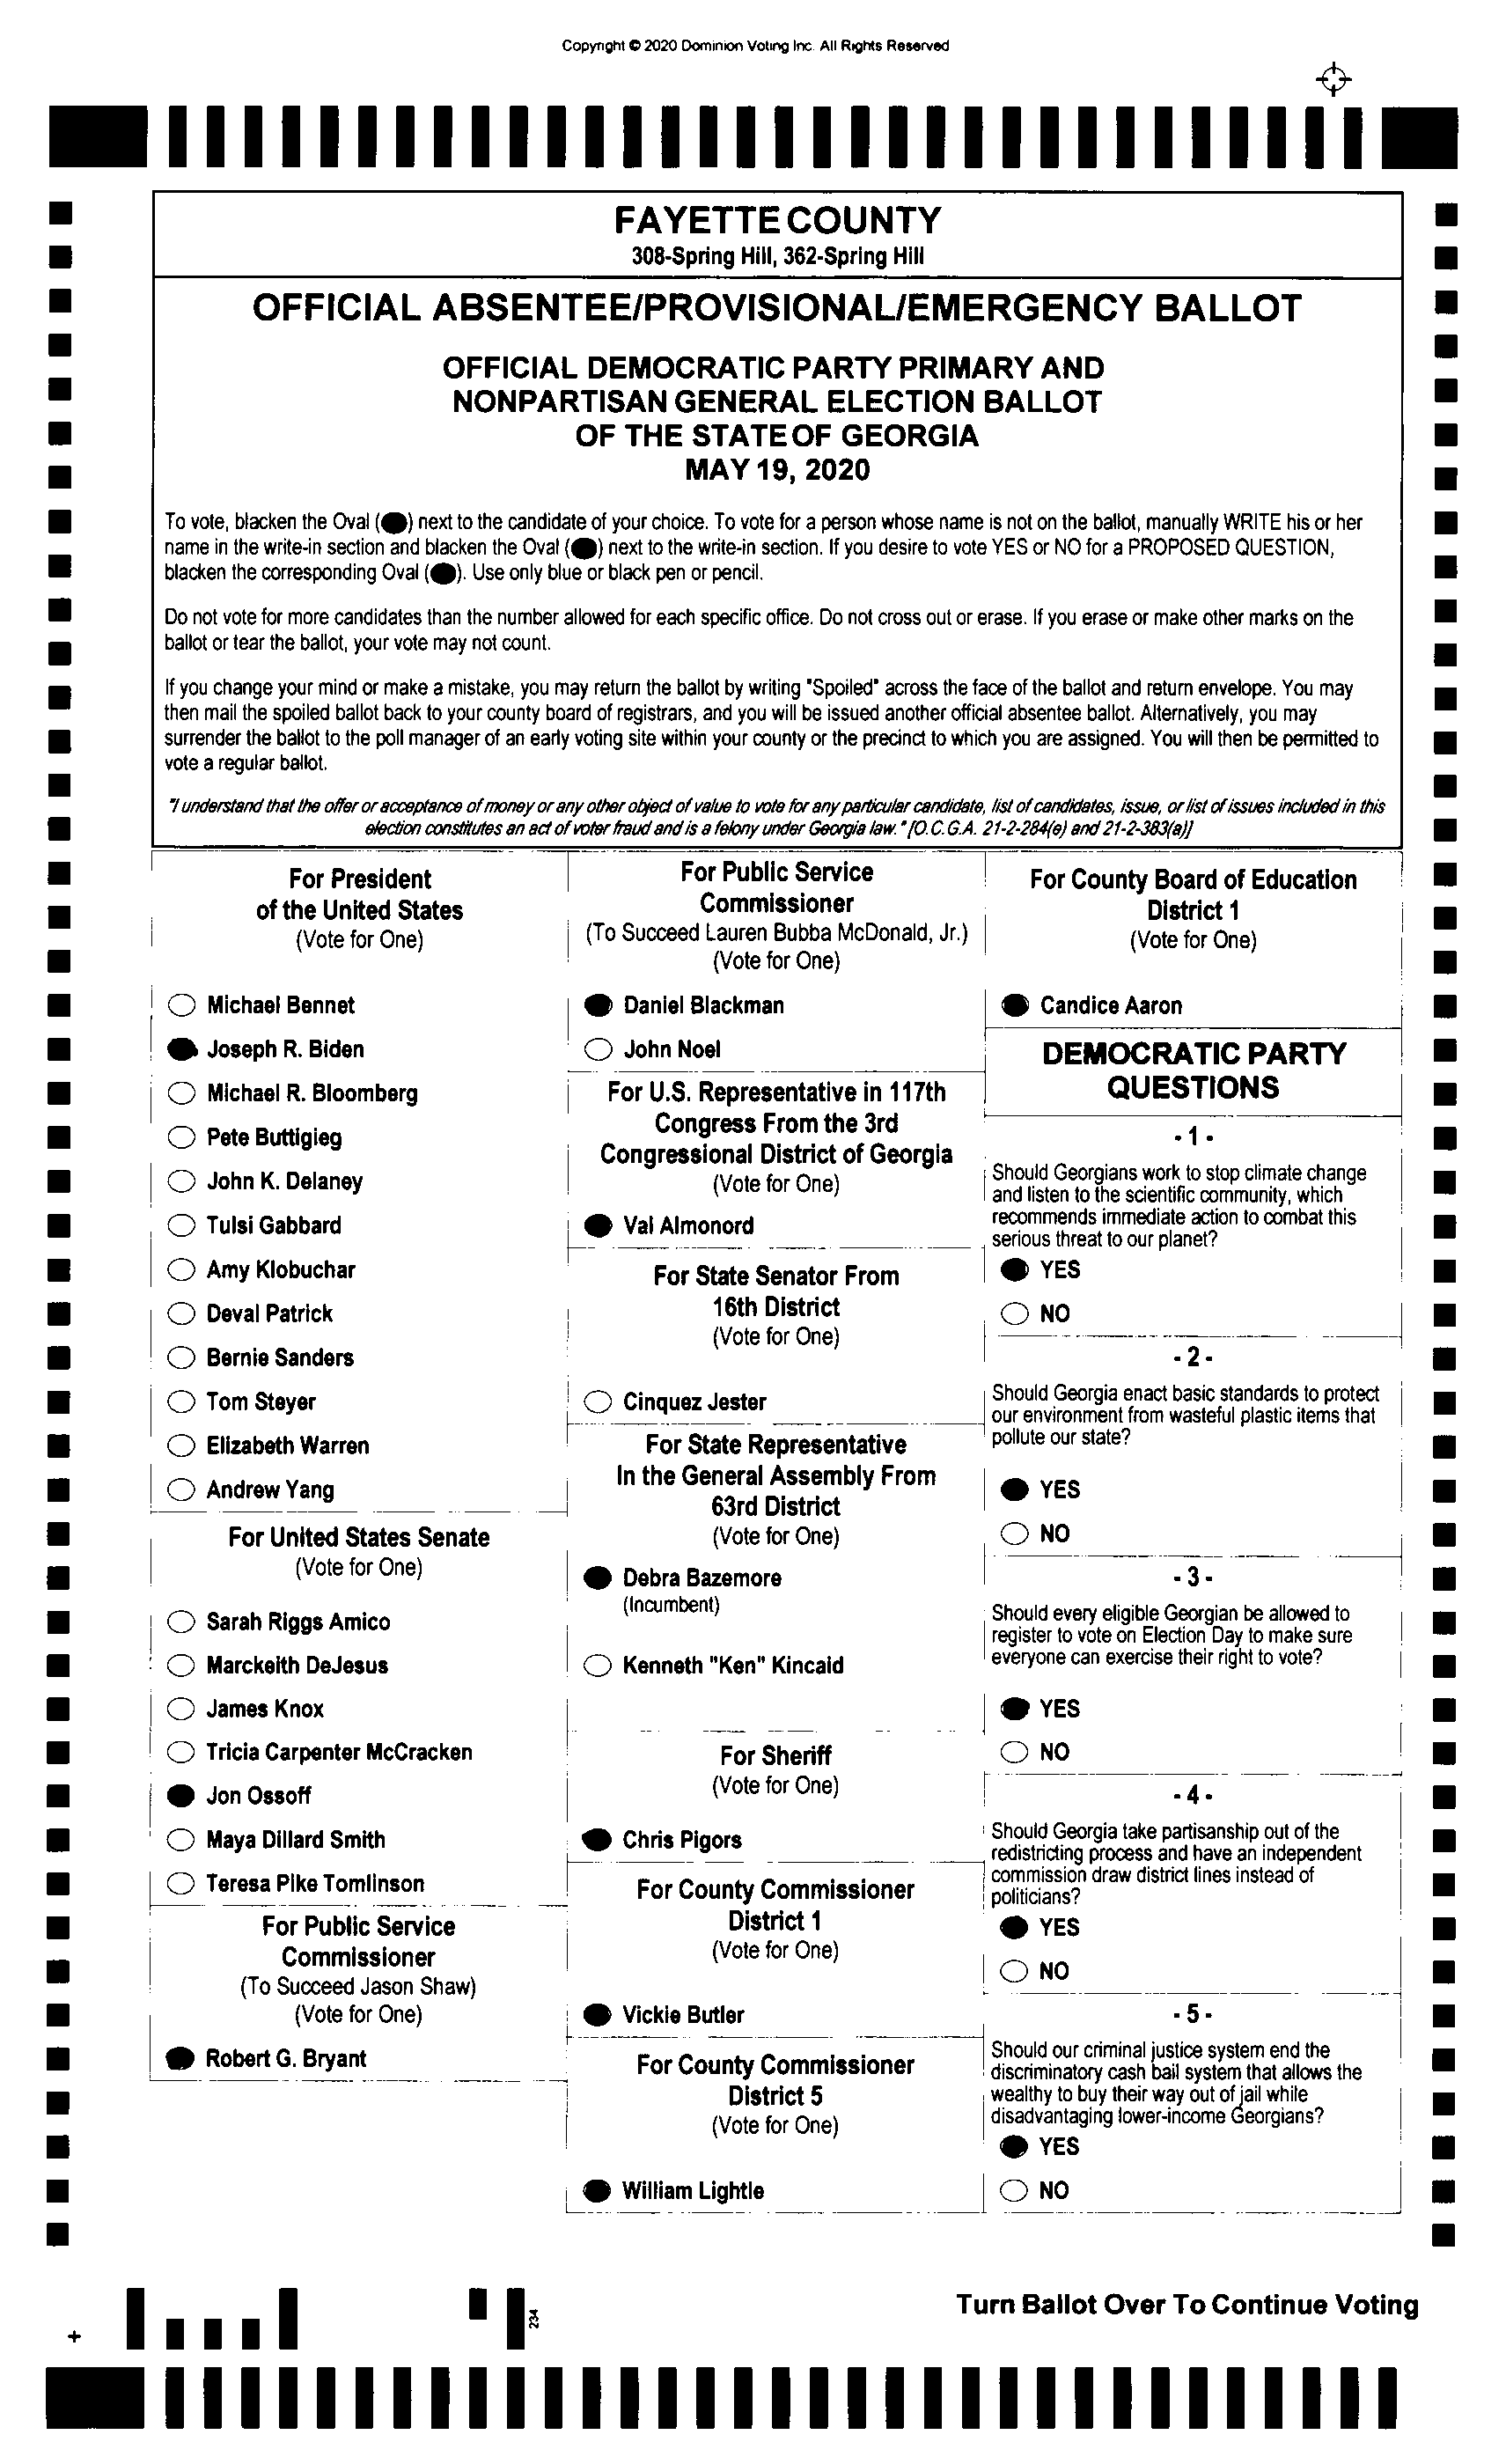 Copyright © 2020 Dominion Voting Inc. All Rights Reserved
FAYETTE COUNTY
308-Spring Hill, 362-Spring Hill
OFFICIAL ABSENTEE/PROVISIONAL/EMERGENCY BALLOT
OFFICIAL DEMOCRATIC PARTY PRIMARY AND
NONPARTISAN GENERAL ELECTION BALLOT
OF THE STATE OF GEORGIA
MAY 19, 2020
To vote, blacken the Oval ( ) next to the candidate of your choice. To vote for a person whose name is not on the ballot, manually WRITE his or her
name in the write-in section and blacken the Oval ( ) next to the write-in section. If you desire to vote YES or NO for a PROPOSED QUESTION,
blacken the corresponding Oval ( ). Use only blue or black pen or pencil.
Do not vote for more candidates than the number allowed for each specific office. Do not cross out or erase. If you erase or make other marks on the
ballot or tear the ballot, your vote may not count.
If you change your mind or make a mistake, you may return the ballot by writing "Spoiled" across the face of the ballot and return envelope. You may
then mail the spoiled ballot back to your county board of registrars, and you will be issued another official absentee ballot. Alternatively, you may
surrender the ballot to the poll manager of an early voting site within your county or the precinct to which you are assigned. You will then be permitted to
vote a regular ballot.
"I understand that the offer or acceptance of money or any other object of value to vote for any particular candidate, list of candidates, issue, or list of issues included in this
election constitutes an act of voter fraud and is a felony under Georgia law." [O.C.G.A. 21-2-284(e) and 21-2-383(a)]
For President
of the United States
(Vote for One)
Michael Bennet
Joseph R. Biden
Michael R. Bloomberg
Pete Buttigieg
John K. Delaney
Tulsi Gabbard
Amy Klobuchar
Deval Patrick
Bernie Sanders
Tom Steyer
Elizabeth Warren
Andrew Yang
For United States Senate
(Vote for One)
Sarah Riggs Amico
Marckeith DeJesus
James Knox
Tricia Carpenter McCracken
Jon Ossoff
Maya Dillard Smith
Teresa Pike Tomlinson
For Public Service
Commissioner
(To Succeed Jason Shaw)
(Vote for One)
Robert G. Bryant
For Public Service
Commissioner
(To Succeed Lauren Bubba McDonald, Jr.)
(Vote for One)
Daniel Blackman
John Noel
For U.S. Representative in 117th
Congress From the 3rd
Congressional District of Georgia
(Vote for One)
Val Almonord
For State Senator From
16th District
(Vote for One)
Cinquez Jester
For State Representative
In the General Assembly From
63rd District
(Vote for One)
Debra Bazemore
(Incumbent)
Kenneth "Ken" Kincaid
For Sheriff
(Vote for One)
Chris Pigors
For County Commissioner
District 1
(Vote for One)
Vickie Butler
For County Commissioner
District 5
(Vote for One)
William Lightle
For County Board of Education
District 1
(Vote for One)
Candice Aaron
DEMOCRATIC PARTY
QUESTIONS
- 1 -
Should Georgians work to stop climate change
and listen to the scientific community, which
recommends immediate action to combat this
serious threat to our planet?
YES
NO
- 2 -
Should Georgia enact basic standards to protect
our environment from wasteful plastic items that
pollute our state?
YES
NO
- 3 -
Should every eligible Georgian be allowed to
register to vote on Election Day to make sure
everyone can exercise their right to vote?
YES
NO
- 4 -
Should Georgia take partisanship out of the
redistricting process and have an independent
commission draw district lines instead of
politicians?
YES
NO
- 5 -
Should our criminal justice system end the
discriminatory cash bail system that allows the
wealthy to buy their way out of jail while
disadvantaging lower-income Georgians?
YES
NO
234
Turn Ballot Over To Continue Voting